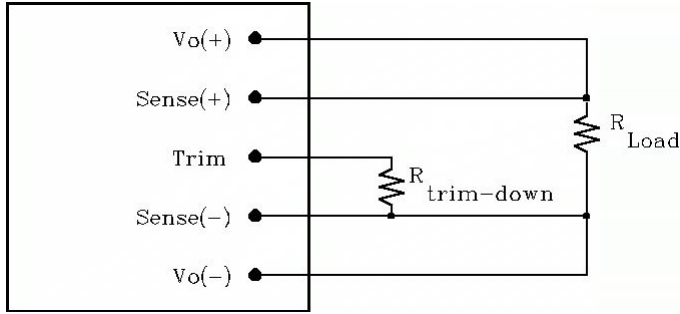 Vo(+)
Sense(+)
R
Load
Trim
R
trim-down
Sense(-)
Vo(-)